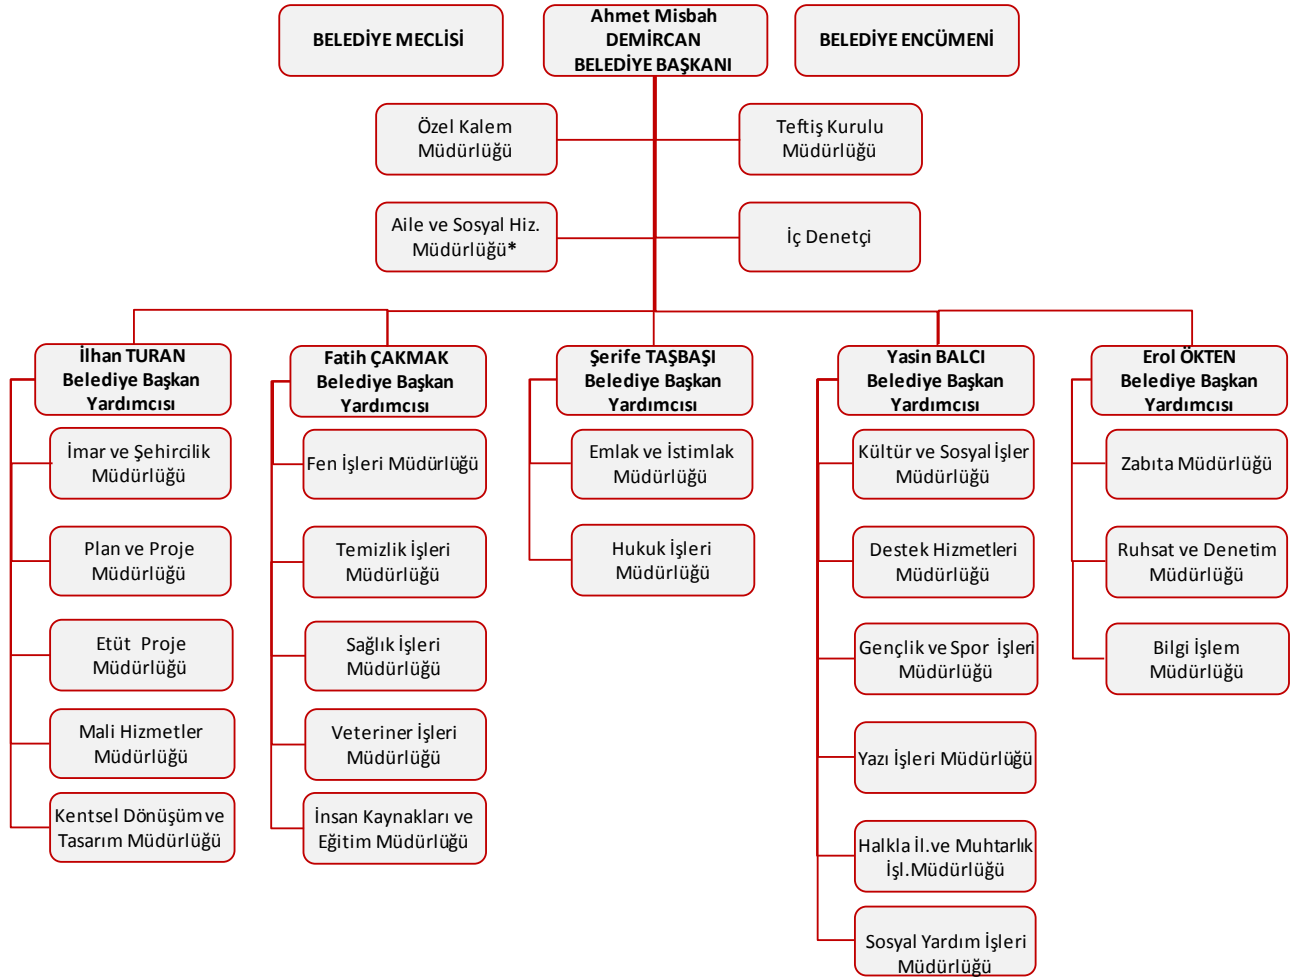 BELEDİYE MECLİSİ
Ahmet Misbah
DEMİRCAN
BELEDİYE BAŞKANI
BELEDİYE ENCÜMENİ
Özel Kalem
Müdürlüğü
Teftiş Kurulu
Müdürlüğü
Aile ve Sosyal Hiz.
Müdürlüğü*
İç Denetçi
İlhan TURAN
Belediye Başkan
Yardımcısı
İmar ve Şehircilik
Müdürlüğü
Plan ve Proje
Müdürlüğü
Etüt Proje
Müdürlüğü
Mali Hizmetler
Müdürlüğü
Kentsel Dönüşüm ve
Tasarım Müdürlüğü
Fatih ÇAKMAK
Belediye Başkan
Yardımcısı
Fen İşleri Müdürlüğü
Temizlik İşleri
Müdürlüğü
Sağlık İşleri
Müdürlüğü
Veteriner İşleri
Müdürlüğü
İnsan Kaynakları ve
Eğitim Müdürlüğü
Şerife TAŞBAŞI
Belediye Başkan
Yardımcısı
Emlak ve İstimlak
Müdürlüğü
Hukuk İşleri
Müdürlüğü
Yasin BALCI
Belediye Başkan
Yardımcısı
Kültür ve Sosyal İşler
Müdürlüğü
Destek Hizmetleri
Müdürlüğü
Gençlik ve Spor İşleri
Müdürlüğü
Yazı İşleri Müdürlüğü
Halkla İl.ve Muhtarlık
İşl.Müdürlüğü
Sosyal Yardım İşleri
Müdürlüğü
Erol ÖKTEN
Belediye Başkan
Yardımcısı
Zabıta Müdürlüğü
Ruhsat ve Denetim
Müdürlüğü
Bilgi İşlem
Müdürlüğü